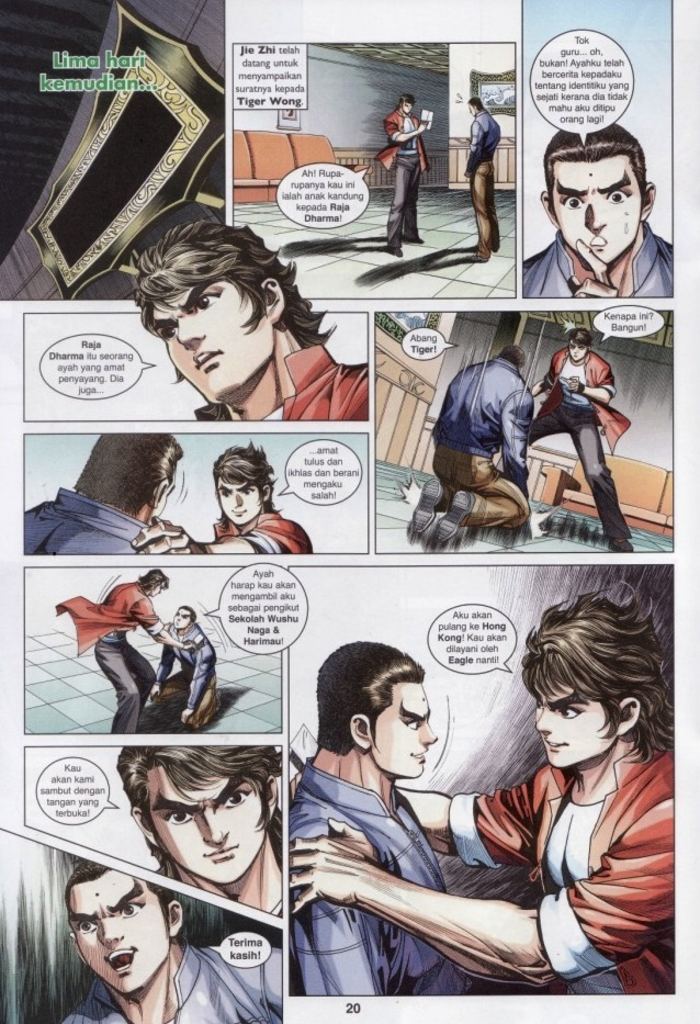 Lima hari
kemudian...
Jie Zhi telah
datang untuk
menyampaikan
suratnya kepada
Tiger Wong.
Ah! Rupa-
rupanya kau ini
ialah anak kandung
kepada Raja
Dharma!
Tok
guru... oh,
bukan! Ayahku telah
bercerita kepadaku
tentang identitiku yang
sejati kerana dia tidak
mahu aku ditipu
orang lagi!
Raja
Dharma itu seorang
ayah yang amat
penyayang. Dia
juga...
Abang
Tiger!
Kenapa ini?
Bangun!
...amat
tulus dan
ikhlas dan berani
mengaku
salah!
Ayah
harap kau akan
mengambil aku
sebagai pengikut
Sekolah Wushu
Naga &
Harimau!
Aku akan
pulang ke Hong
Kong! Kau akan
dilayani oleh
Eagle nanti!
Kau
akan kami
sambut dengan
tangan yang
terbuka!
Terima
kasih!
20